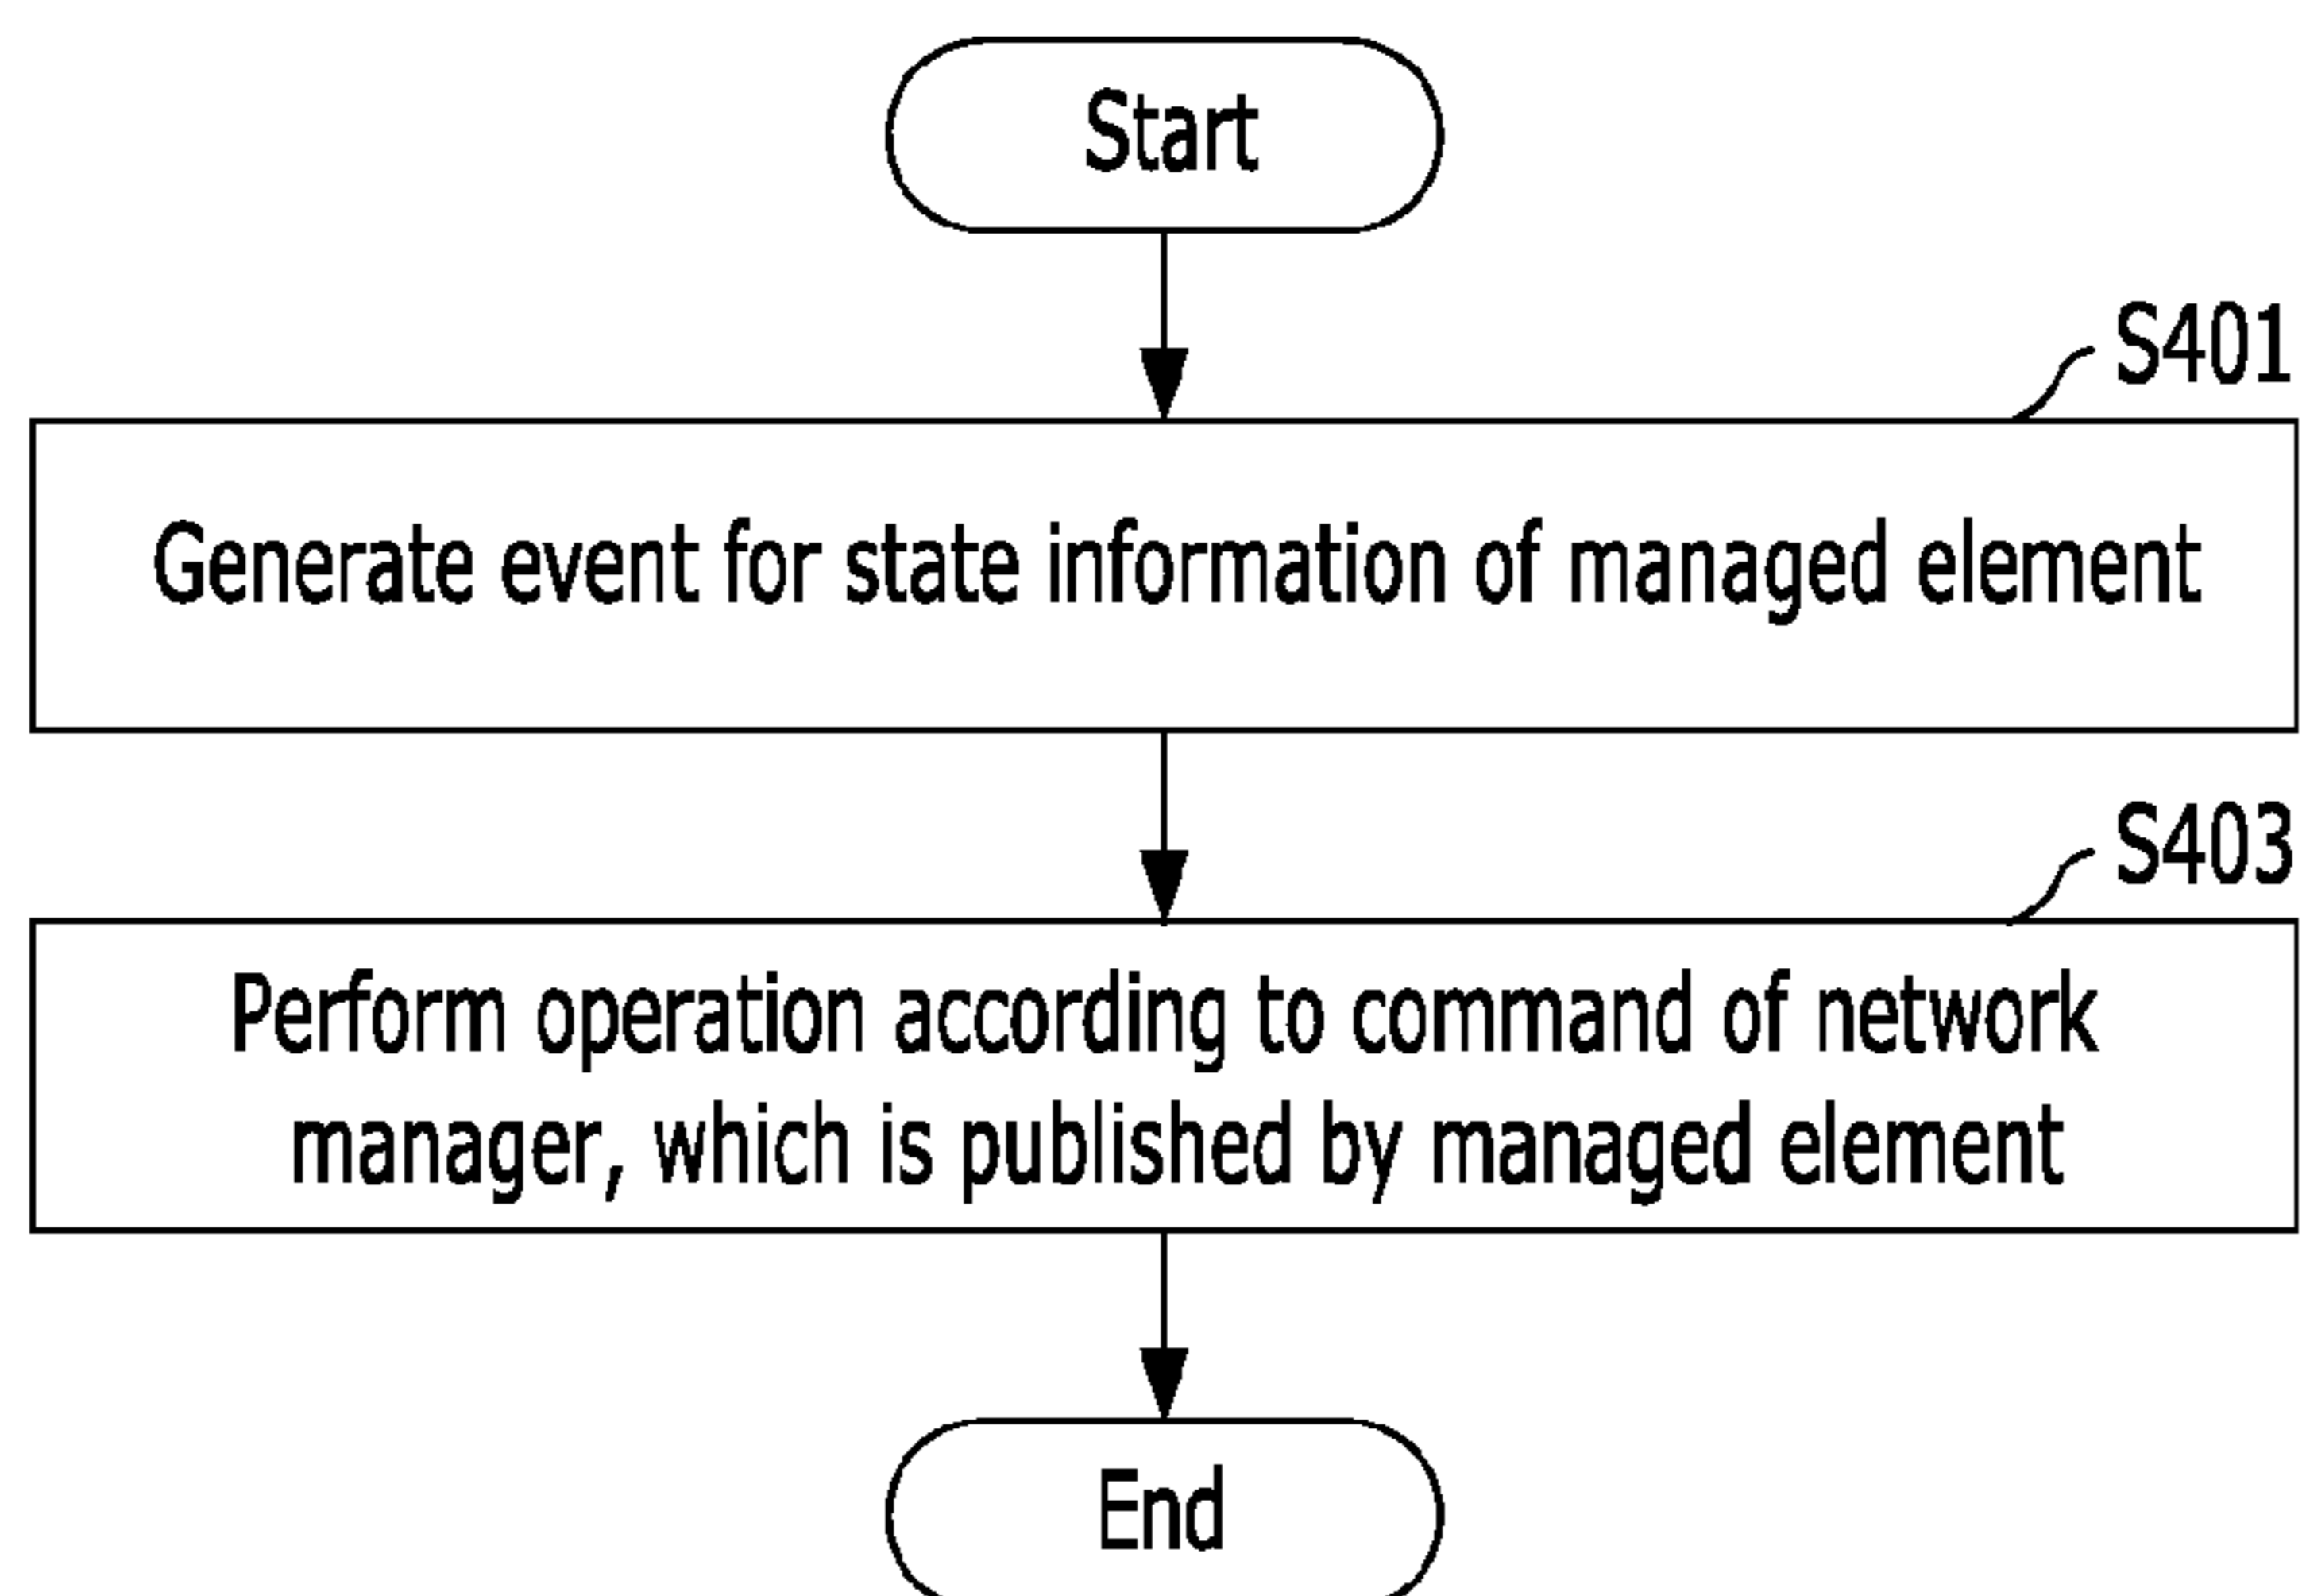 Start
S401
Generate event for state information of managed element
S403
Perform operation according to command of network
manager, which is published by managed element
End